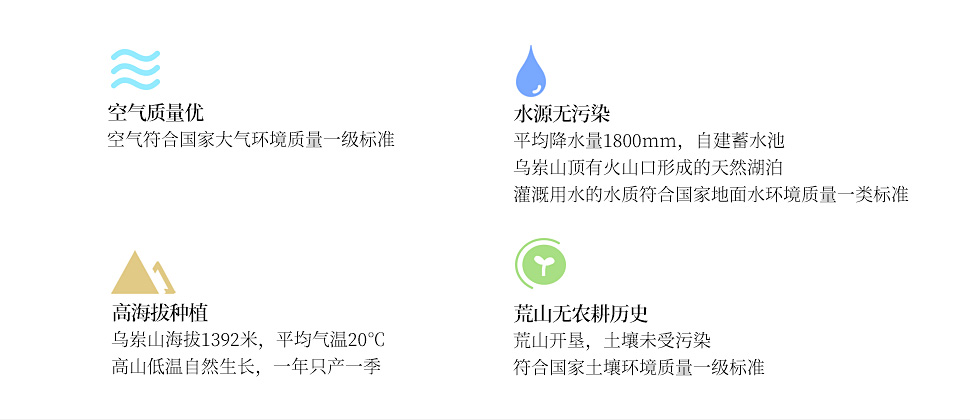 空气质量优
空气符合国家大气环境质量一级标准
水源无污染
平均降水量1800mm，自建蓄水池
乌岽山顶有火山口形成的天然湖泊
灌溉用水的水质符合国家地面水环境质量一类标准
高海拔种植
乌岽山海拔1392米，平均气温20℃
高山低温自然生长，一年只产一季
荒山无农耕历史
荒山开垦，土壤未受污染
符合国家土壤环境质量一级标准